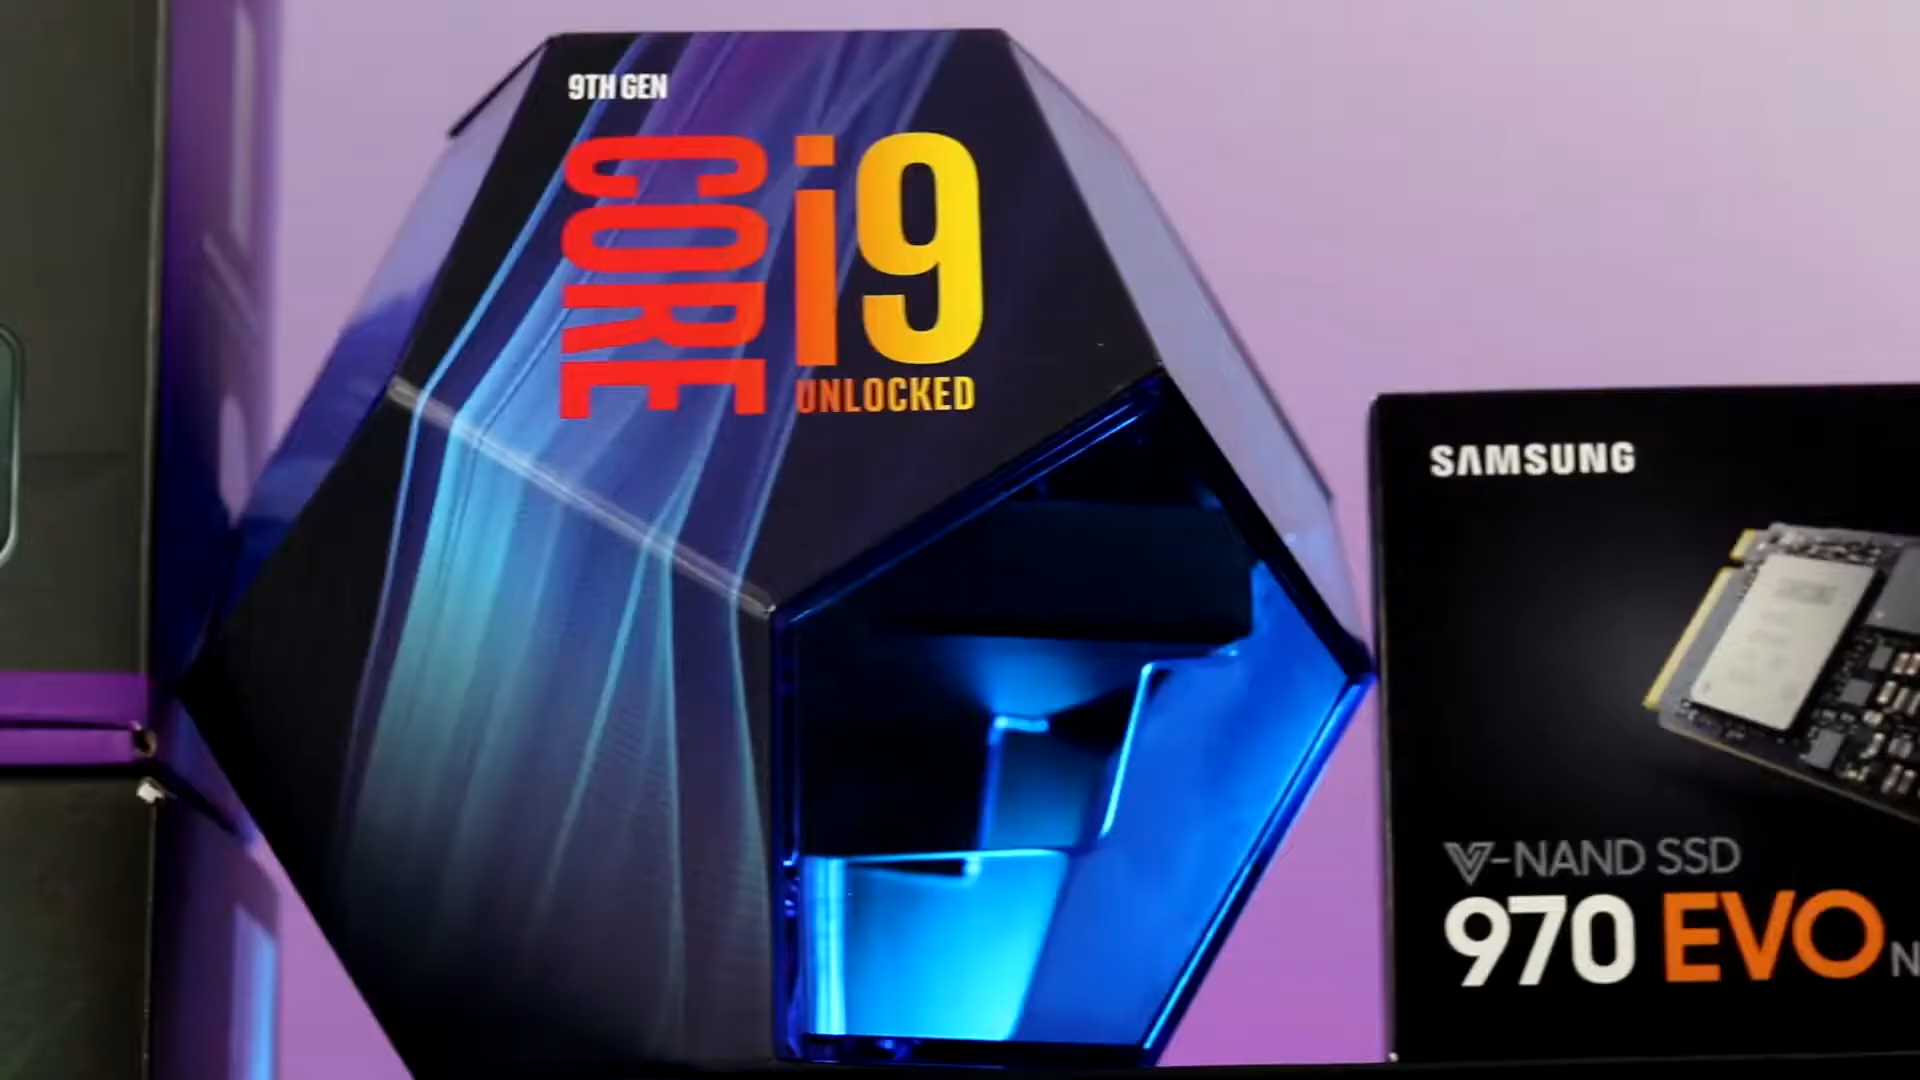 9TH GEN
CORE i9
UNLOCKED
SAMSUNG
V-NAND SSD
970 EVO